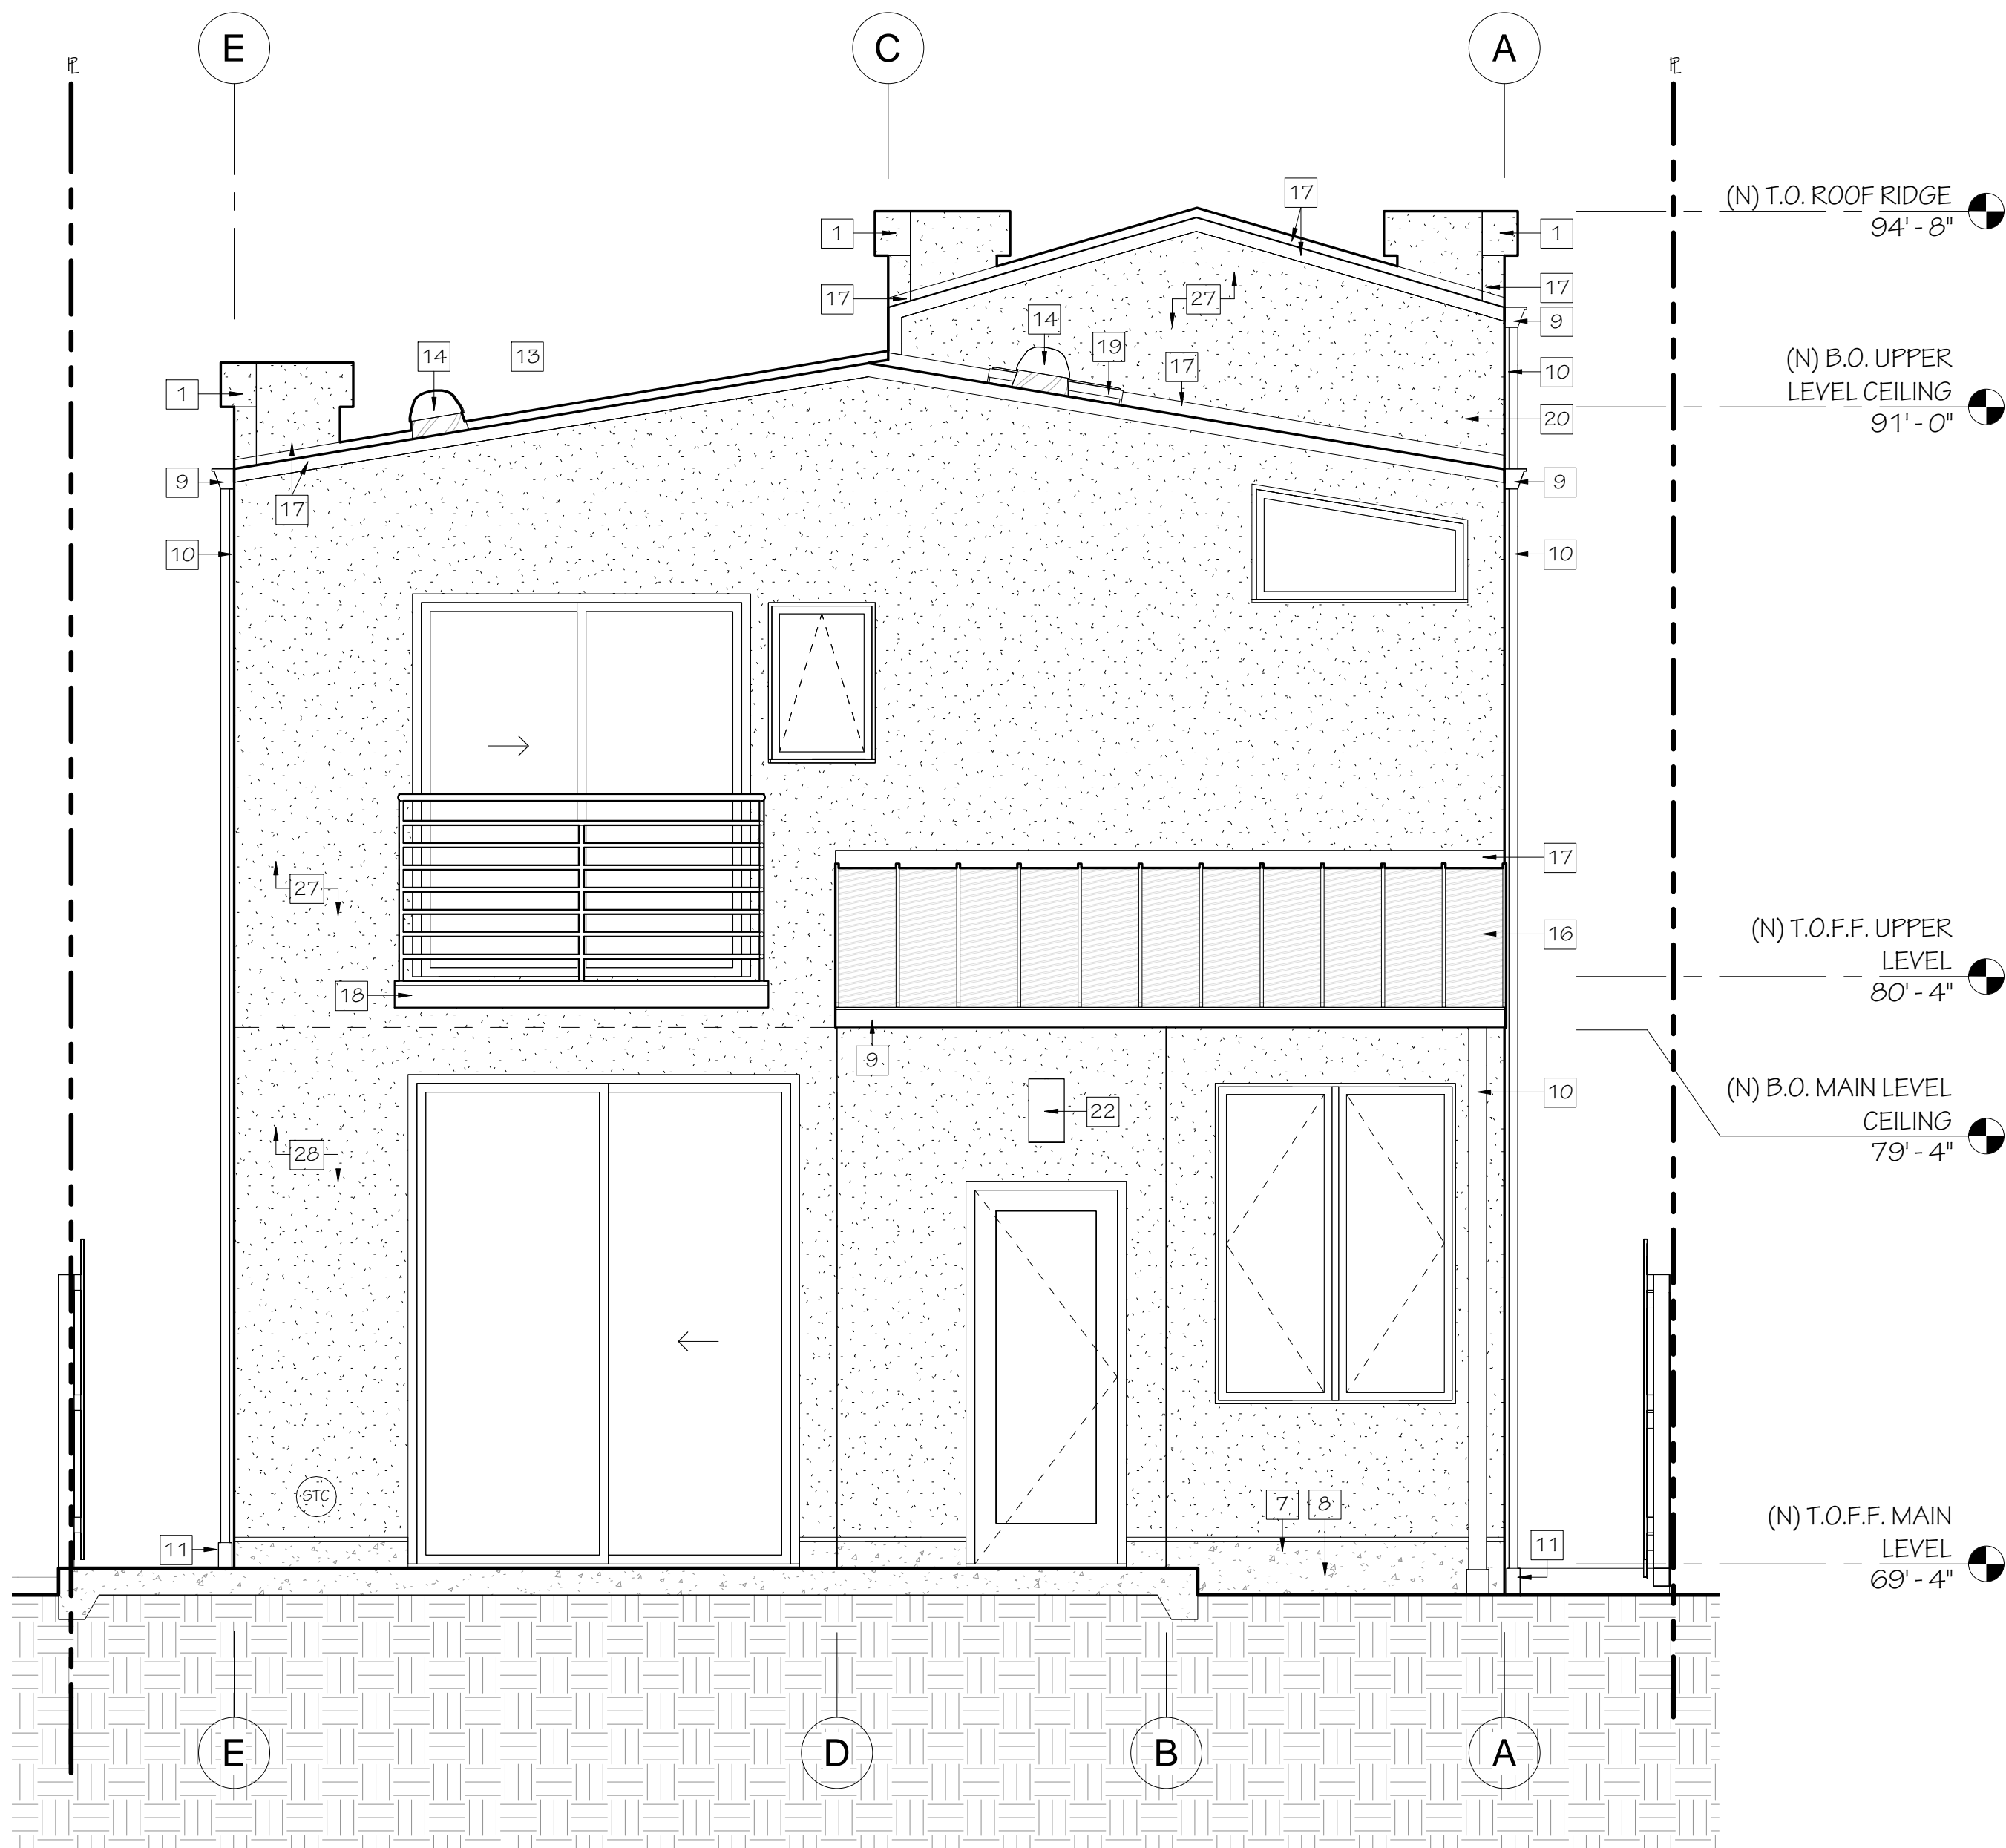 E
C
A
PL
PL
17
(N) T.O. ROOF RIDGE
94' - 8"
1
1
17
27
17
14
9
14
13
19
17
(N) B.O. UPPER
LEVEL CEILING
91' - 0"
10
1
20
9
9
17
10
10
27
17
16
(N) T.O.F.F. UPPER
LEVEL
80' - 4"
18
9
10
(N) B.O. MAIN LEVEL
CEILING
79' - 4"
22
28
STC
7
8
11
11
(N) T.O.F.F. MAIN
LEVEL
69' - 4"
E
D
B
A